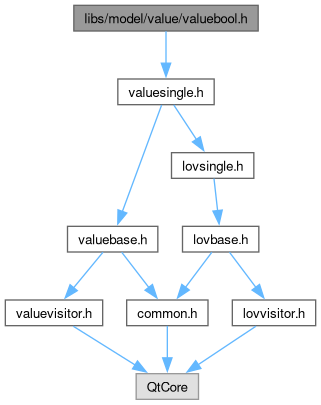 libs/model/value/valuebool.h
valuesingle.h
lovsingle.h
valuebase.h
lovbase.h
valuevisitor.h
common.h
lovvisitor.h
QtCore